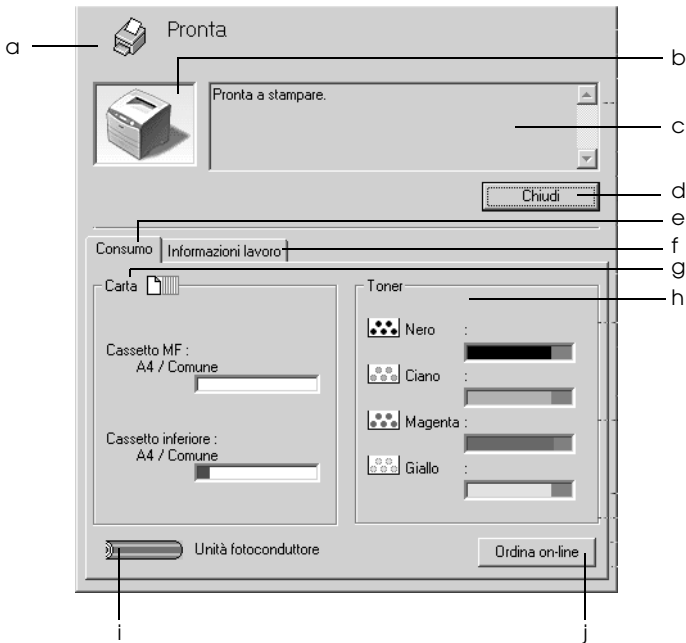 Pronta
a
b
Pronta a stampare.
c
Chiudi
d
e
Consumo
Informazioni lavoro
f
g
Carta
Toner
h
Nero :
Cassetto MF :
A4 / Comune
Ciano :
Magenta :
Cassetto inferiore :
A4 / Comune
Giallo :
Unità fotoconduttore
Ordina on-line
i
j